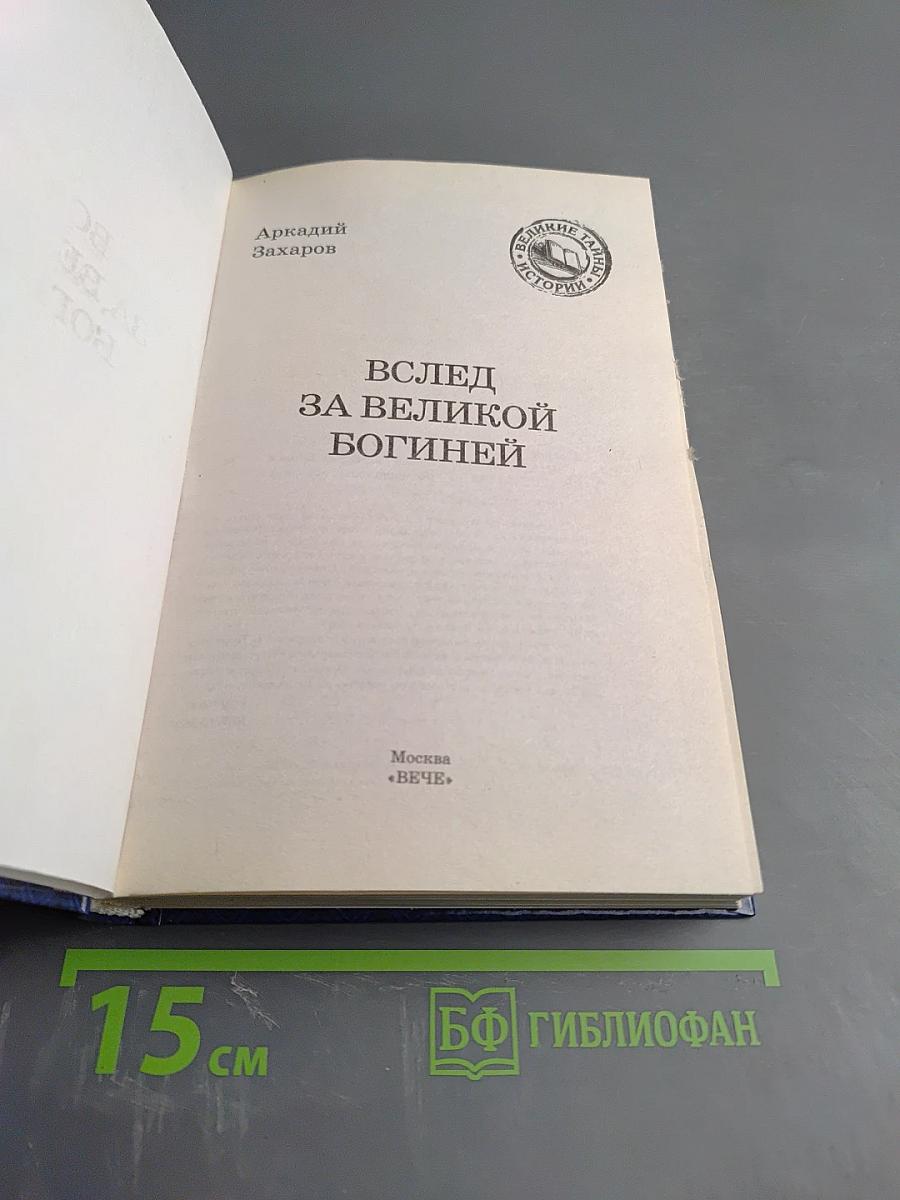 Аркадий
Захаров
ВЕЛИКИЕ ТАЙНЫ
ИСТОРИИ
ВСЛЕД
ЗА ВЕЛИКОЙ
БОГИНЕЙ
Москва
«ВЕЧЕ»
15 см
БФ ГИБЛИОФАН